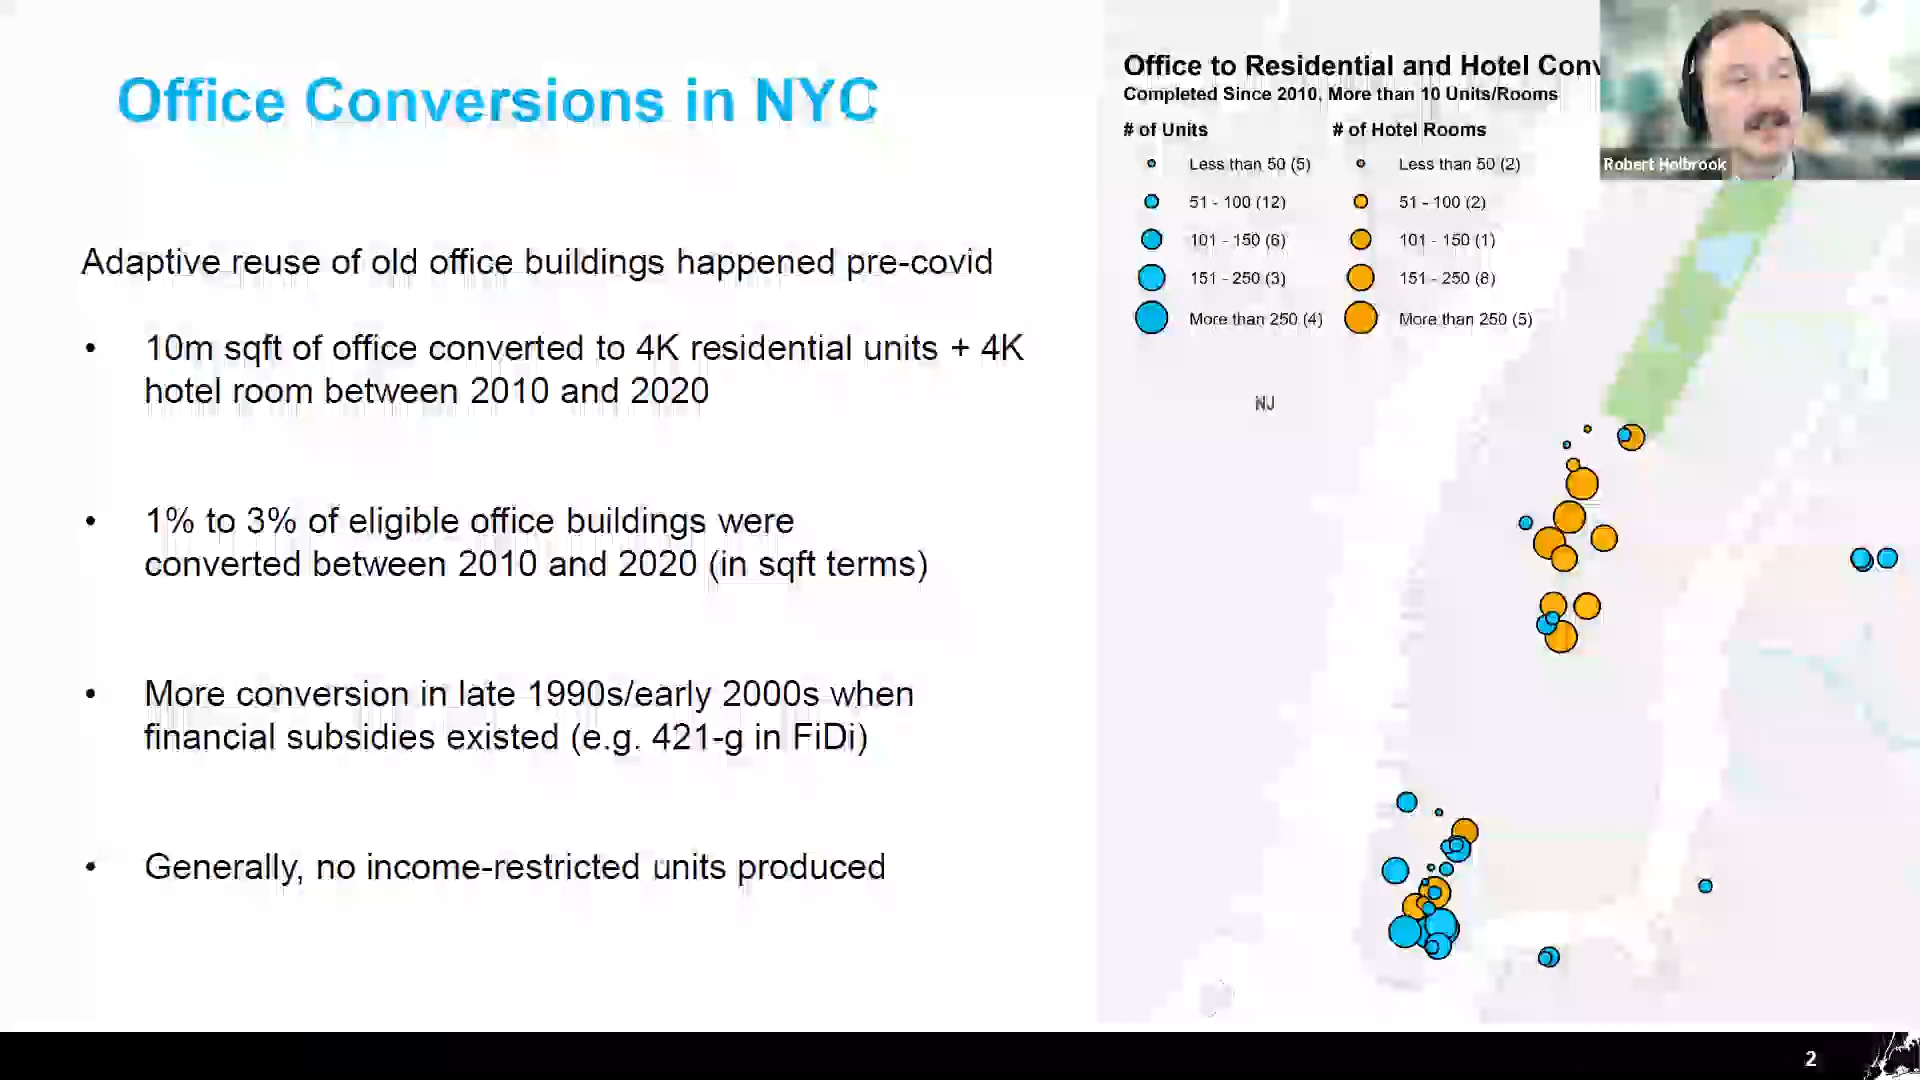 Office Conversions in NYC
Adaptive reuse of old office buildings happened pre-covid
• 10m sqft of office converted to 4K residential units + 4K
hotel room between 2010 and 2020
• 1% to 3% of eligible office buildings were
converted between 2010 and 2020 (in sqft terms)
• More conversion in late 1990s/early 2000s when
financial subsidies existed (e.g. 421-g in FiDi)
• Generally, no income-restricted units produced
Office to Residential and Hotel Conv
Completed Since 2010, More than 10 Units/Rooms
# of Units
Less than 50 (5)
51 - 100 (12)
101 - 150 (6)
151 - 250 (3)
More than 250 (4)
# of Hotel Rooms
Less than 50 (2)
51 - 100 (2)
101 - 150 (1)
151 - 250 (8)
More than 250 (5)
NJ
Robert Holbrook
2